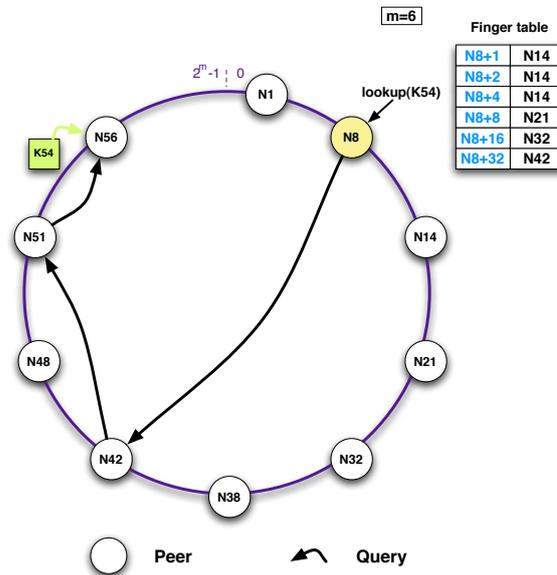 m=6
Finger table
N8+1 N14
N8+2 N14
N8+4 N14
N8+8 N21
N8+16 N32
N8+32 N42
2^m-1 0
N1
lookup(K54)
N8
N56
K54
N14
N51
N21
N48
N42
N32
N38
Peer
Query